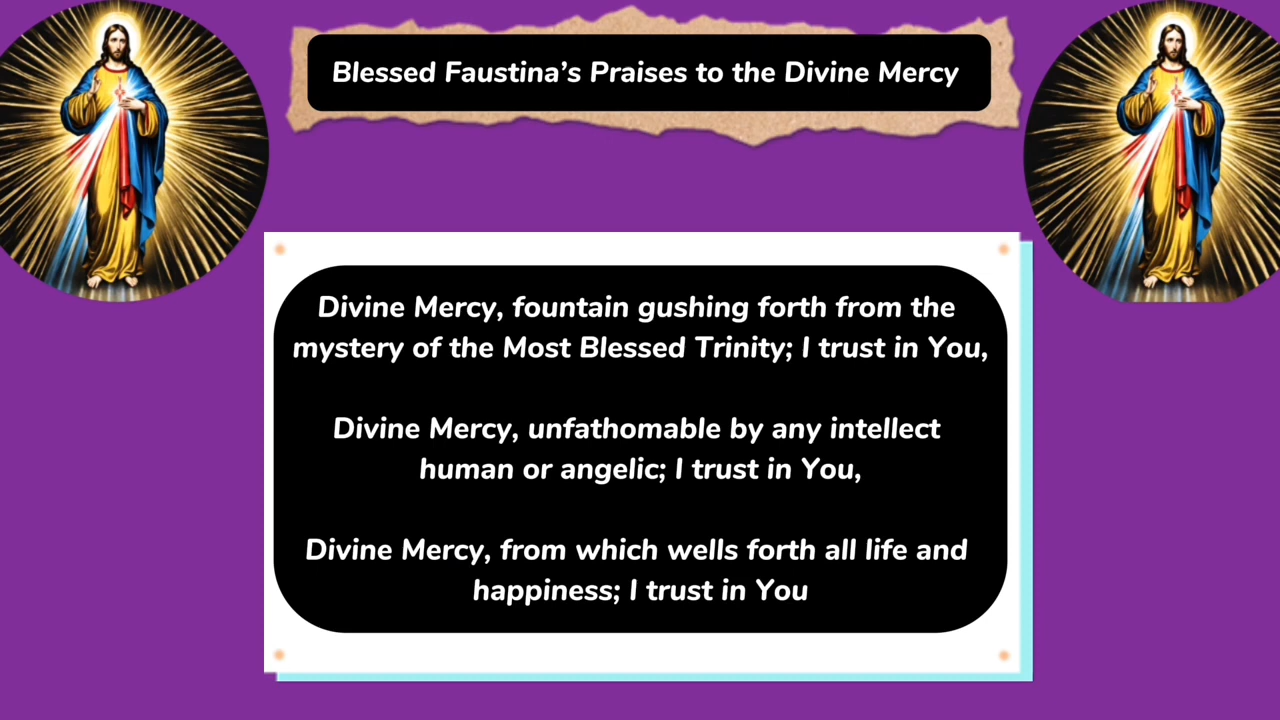 Blessed Faustina’s Praises to the Divine Mercy
Divine Mercy, fountain gushing forth from the
mystery of the Most Blessed Trinity; I trust in You,
Divine Mercy, unfathomable by any intellect
human or angelic; I trust in You,
Divine Mercy, from which wells forth all life and
happiness; I trust in You